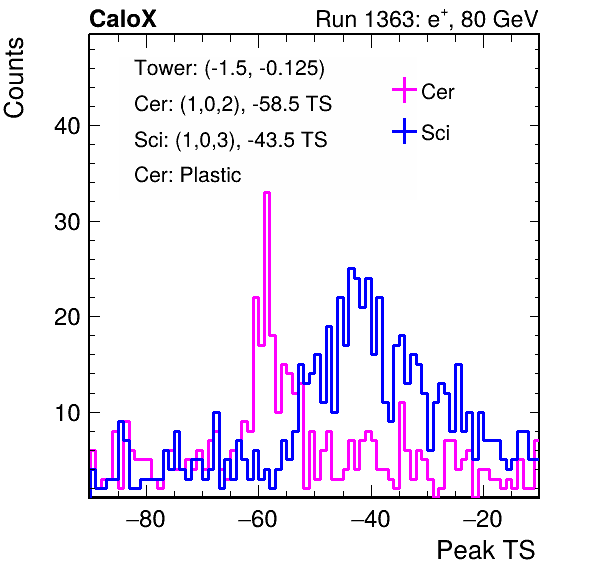 CaloX
Run 1363: e+, 80 GeV
Counts
Tower: (-1.5, -0.125)
Cer: (1,0,2), -58.5 TS
Sci: (1,0,3), -43.5 TS
Cer: Plastic
Cer
Sci
40
30
20
10
−80 −60 −40 −20
Peak TS